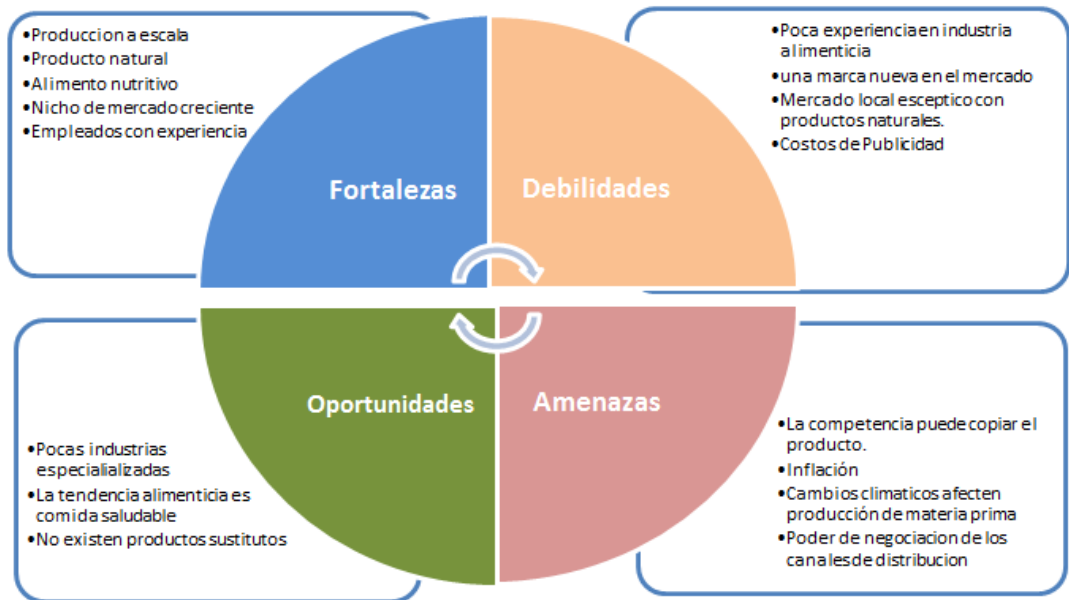 •Produccion a escala
•Producto natural
•Alimento nutritivo
•Nicho de mercado creciente
•Empleados con experiencia
Fortalezas
•Poca experiencia en industria
alimenticia
•una marca nueva en el mercado
•Mercado local esceptico con
productos naturales.
•Costos de Publicidad
Debilidades
•Pocas industrias
especialializadas
•La tendencia alimenticia es
comida saludable
•No existen productos sustitutos
Oportunidades
•La competencia puede copiar el
producto.
•Inflación
•Cambios climaticos afecten
producción de materia prima
•Poder de negociacion de los
canales de distribucion
Amenazas